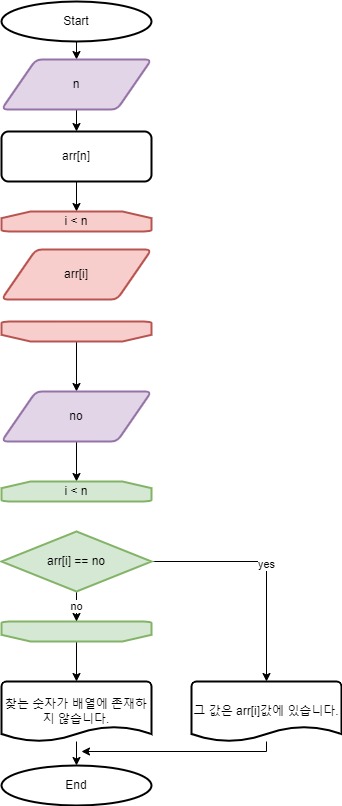 Start
n
arr[n]
i < n
arr[i]
no
i < n
arr[i] == no
yes
no
찾는 숫자가 배열에 존재하
지 않습니다.
그 값은 arr[i]값에 있습니다.
End